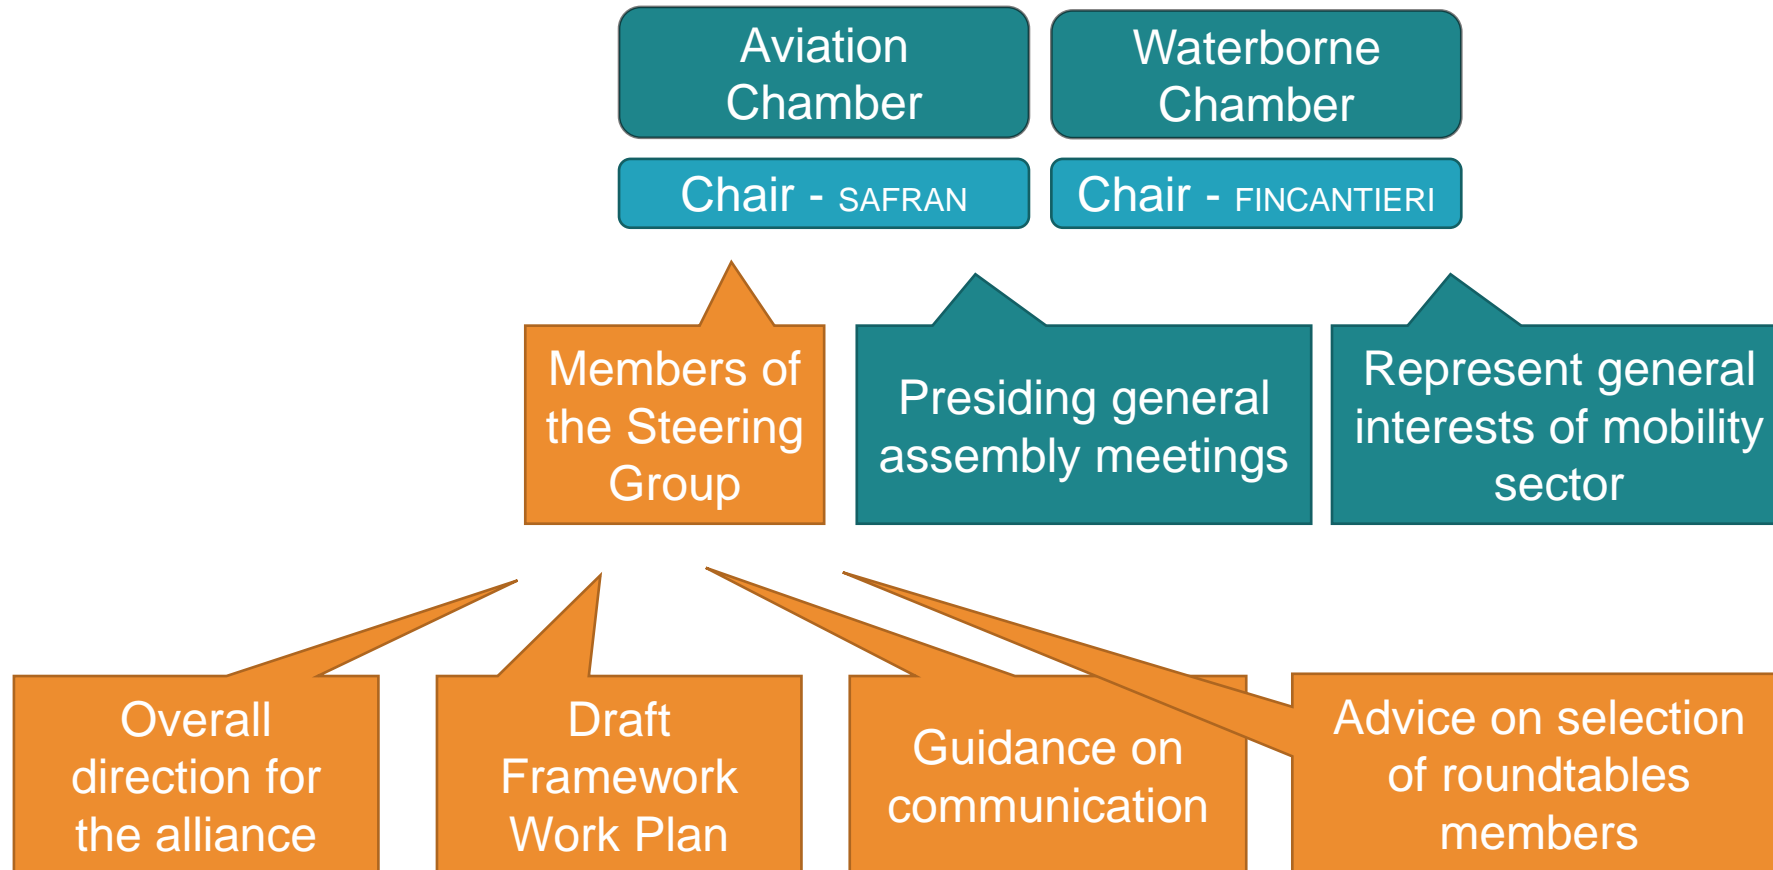 Aviation
Chamber
Waterborne
Chamber
Chair - SAFRAN
Chair - FINCANTIERI
Members of
the Steering
Group
Presiding general
assembly meetings
Represent general
interests of mobility
sector
Overall
direction for
the alliance
Draft
Framework
Work Plan
Guidance on
communication
Advice on selection
of roundtables
members